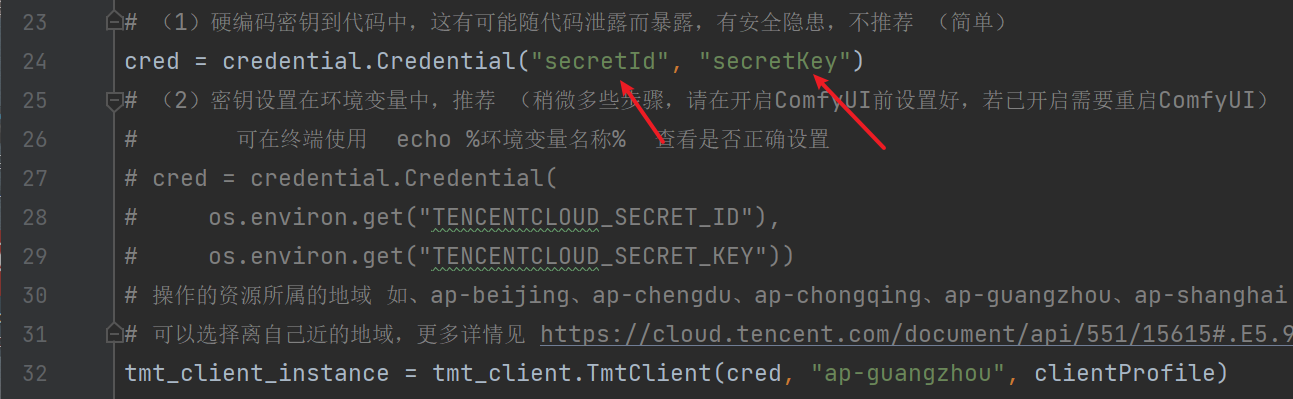 23 # （1）硬编码密钥到代码中，这有可能随代码泄露而暴露，有安全隐患，不推荐 （简单）
24 cred = credential.Credential("secretId", "secretKey")
25 # （2）密钥设置在环境变量中，推荐 （稍微多些步骤，请在开启ComfyUI前设置好，若已开启需要重启ComfyUI）
26 #       可在终端使用  echo %环境变量名称%  查看是否正确设置
27 # cred = credential.Credential(
28 #     os.environ.get("TENCENTCLOUD_SECRET_ID"),
29 #     os.environ.get("TENCENTCLOUD_SECRET_KEY"))
30 # 操作的资源所属的地域 如、ap-beijing、ap-chengdu、ap-chongqing、ap-guangzhou、ap-shanghai
31 # 可以选择离自己近的地域，更多详情见 https://cloud.tencent.com/document/api/551/15615#.E5.9
32 tmt_client_instance = tmt_client.TmtClient(cred, "ap-guangzhou", clientProfile)